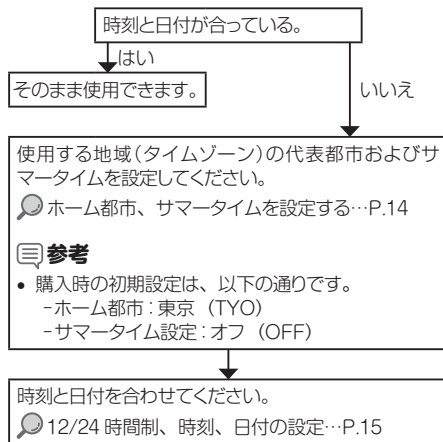 時刻と日付が合っている。
はい
そのまま使用できます。
いいえ
使用する地域（タイムゾーン）の代表都市およびサ
マータイムを設定してください。
ホーム都市、サマータイムを設定する…P.14
参考
• 購入時の初期設定は、以下の通りです。
-ホーム都市：東京（TYO）
-サマータイム設定：オフ（OFF）
時刻と日付を合わせてください。
12/24 時間制、時刻、日付の設定…P.15